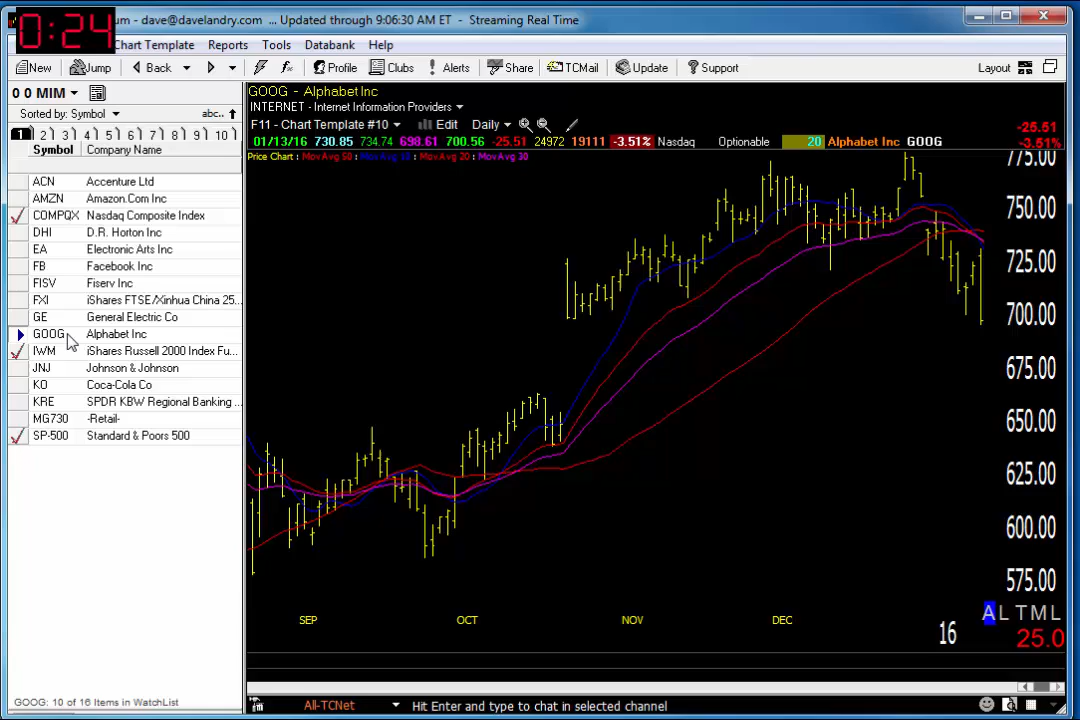 0:24
um - dave@davelandry.com ... Updated through 9:06:30 AM ET - Streaming Real Time
Chart Template Reports Tools Databank Help
New Jump Back Profile Clubs Alerts Share TCMail Update Support Layout
0 0 MIM
Sorted by: Symbol abc..
1 2 3 4 5 6 7 8 9 10
Symbol Company Name
ACN Accenture Ltd
AMZN Amazon.Com Inc
COMPQX Nasdaq Composite Index
DHI D.R. Horton Inc
EA Electronic Arts Inc
FB Facebook Inc
FISV Fiserv Inc
FXI iShares FTSE/Xinhua China 25...
GE General Electric Co
GOOG Alphabet Inc
IWM iShares Russell 2000 Index Fu...
JNJ Johnson & Johnson
KO Coca-Cola Co
KRE SPDR KBW Regional Banking ...
MG730 -Retail-
SP-500 Standard & Poors 500
GOOG: 10 of 16 Items in WatchList
GOOG - Alphabet Inc
INTERNET - Internet Information Providers
F11 - Chart Template #10 Edit Daily
01/13/16 730.85 734.74 698.61 700.56 -25.51 24972 19111 -3.51% Nasdaq Optionable 20 Alphabet Inc GOOG
-25.51
-3.51%
Price Chart : MovAvg 50 : MovAvg 10 : MovAvg 20 : MovAvg 30
775.00
750.00
725.00
700.00
675.00
650.00
625.00
600.00
575.00
SEP OCT NOV DEC 16
A L T M L
25.0
All-TCNet Hit Enter and type to chat in selected channel